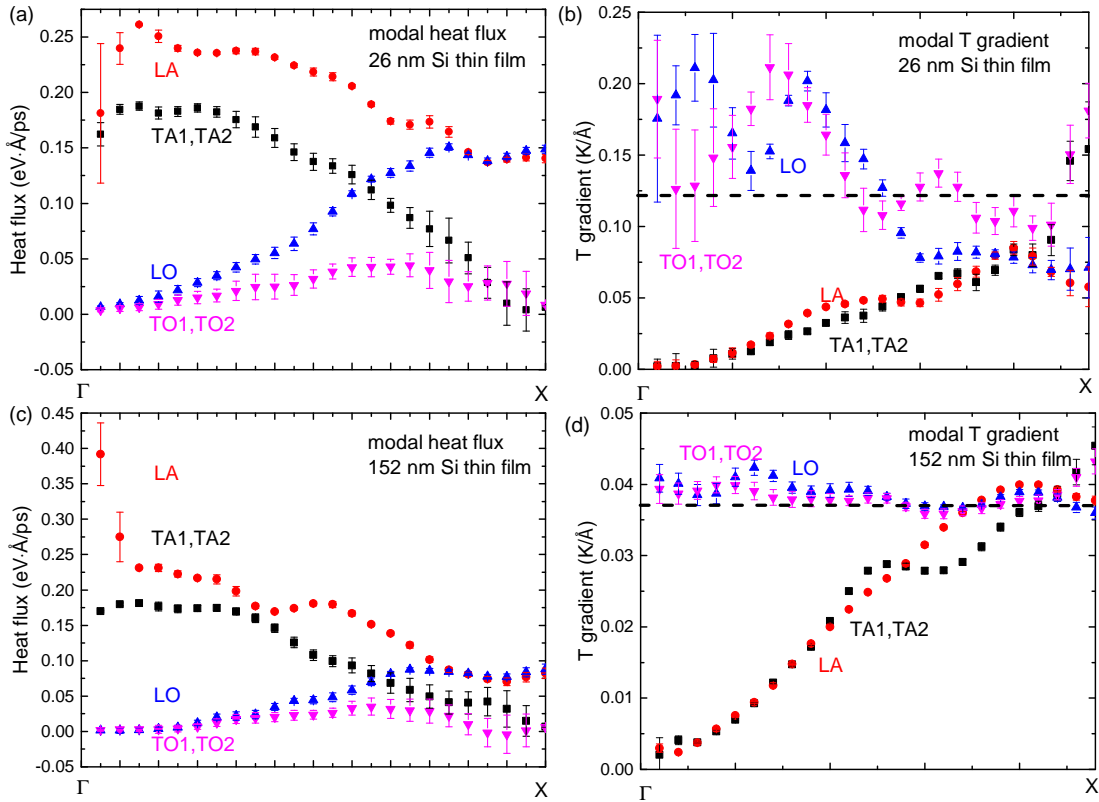 (a)
modal heat flux
26 nm Si thin film
LA
TA1,TA2
LO
TO1,TO2
Heat flux (eV·Å/ps)
0.25
0.20
0.15
0.10
0.05
0.00
-0.05
Γ
X
(b)
modal T gradient
26 nm Si thin film
LO
TO1,TO2
LA
TA1,TA2
T gradient (K/Å)
0.20
0.15
0.10
0.05
0.00
Γ
X
(c)
modal heat flux
152 nm Si thin film
LA
TA1,TA2
LO
TO1,TO2
Heat flux (eV·Å/ps)
0.45
0.40
0.35
0.30
0.25
0.20
0.15
0.10
0.05
0.00
-0.05
Γ
X
(d)
modal T gradient
152 nm Si thin film
TO1,TO2
LO
TA1,TA2
LA
T gradient (K/Å)
0.05
0.04
0.03
0.02
0.01
0.00
Γ
X